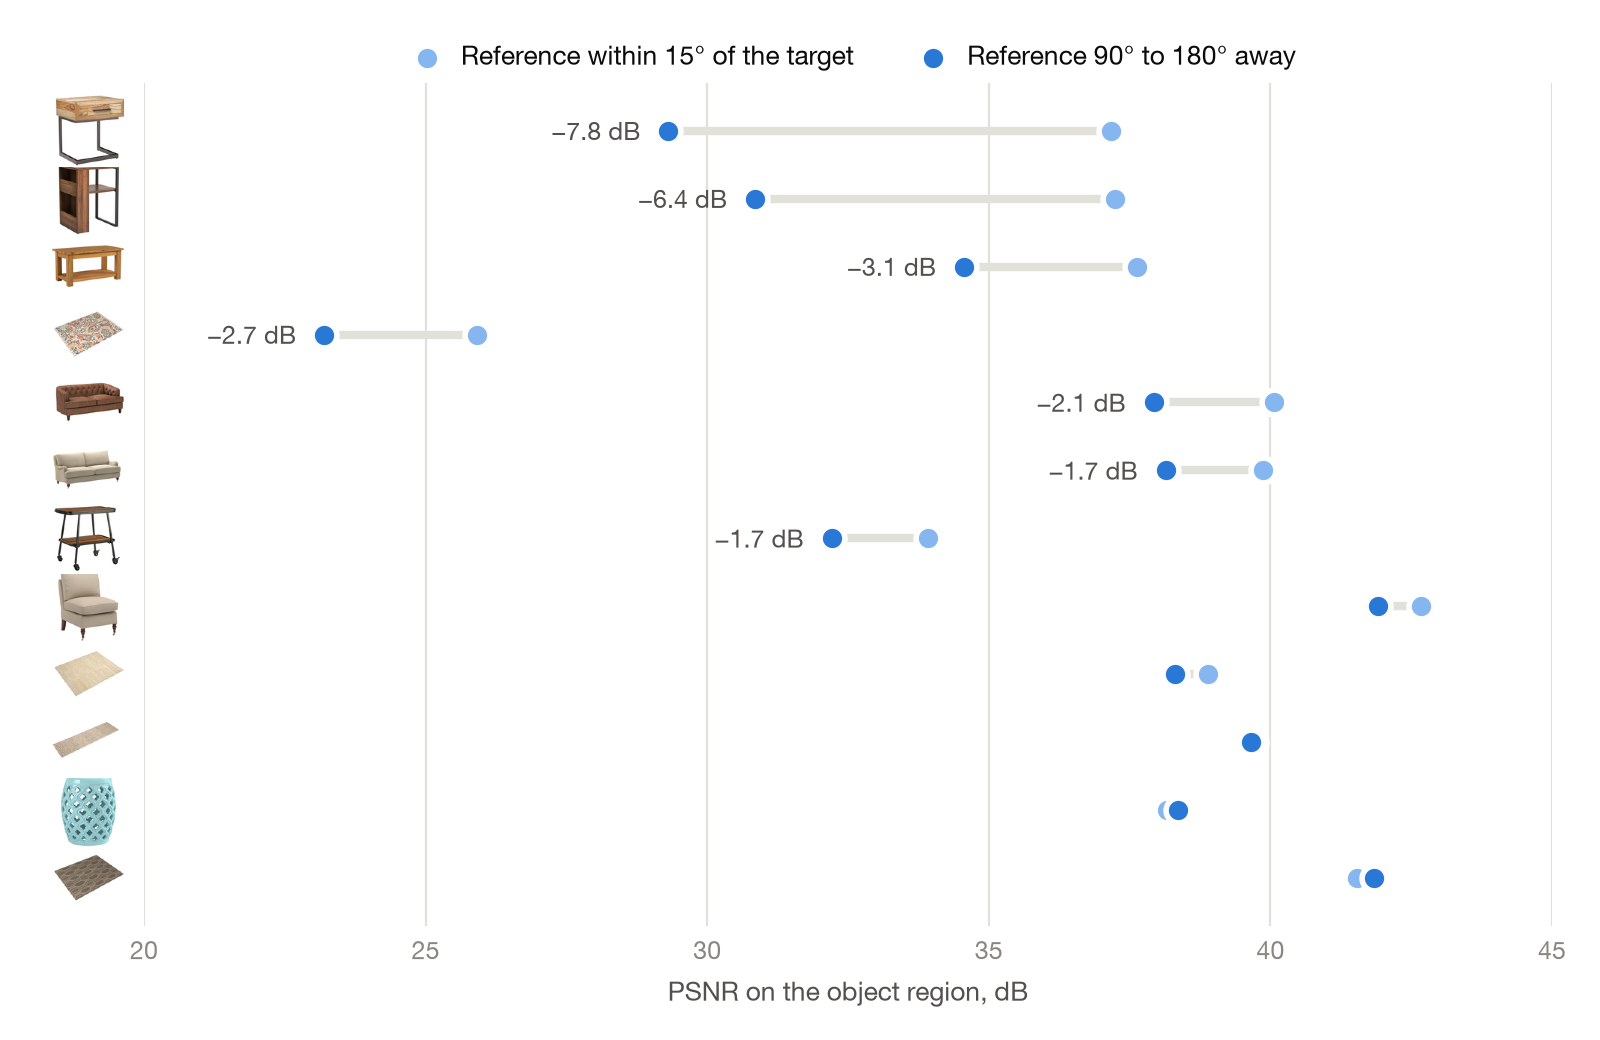 Reference within 15° of the target
Reference 90° to 180° away
−7.8 dB
−6.4 dB
−3.1 dB
−2.7 dB
−2.1 dB
−1.7 dB
−1.7 dB
20 25 30 35 40 45
PSNR on the object region, dB